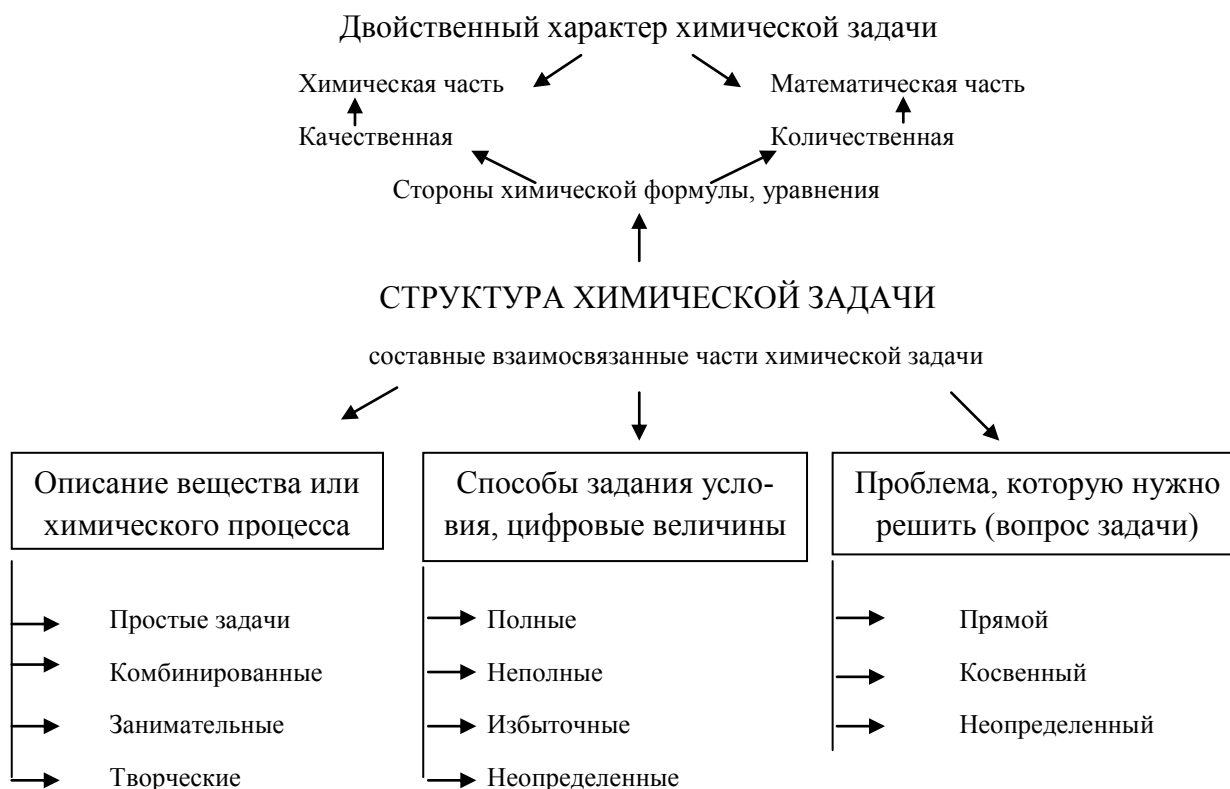 Двойственный характер химической задачи
Химическая часть
Математическая часть
Качественная
Количественная
Стороны химической формулы, уравнения
СТРУКТУРА ХИМИЧЕСКОЙ ЗАДАЧИ
составные взаимосвязанные части химической задачи
Описание вещества или
химического процесса
Простые задачи
Комбинированные
Занимательные
Творческие
Способы задания усло-
вия, цифровые величины
Полные
Неполные
Избыточные
Неопределенные
Проблема, которую нужно
решить (вопрос задачи)
Прямой
Косвенный
Неопределенный